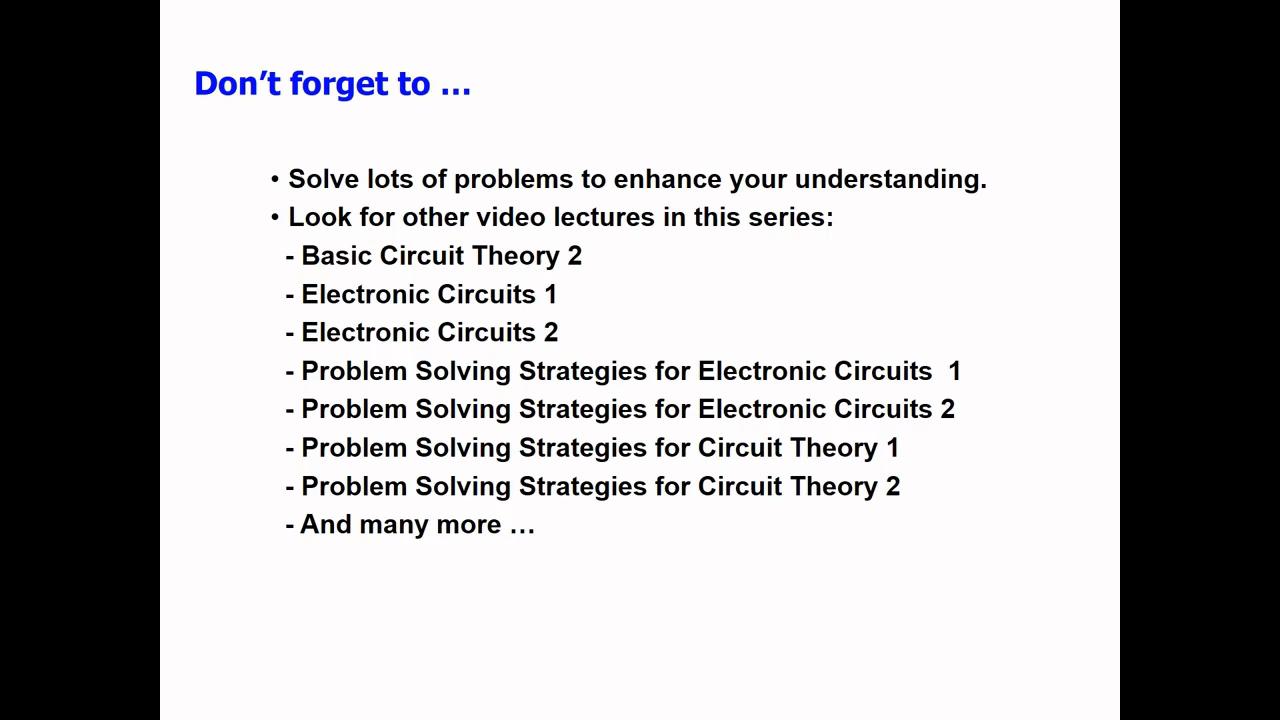 Don’t forget to …
• Solve lots of problems to enhance your understanding.
• Look for other video lectures in this series:
- Basic Circuit Theory 2
- Electronic Circuits 1
- Electronic Circuits 2
- Problem Solving Strategies for Electronic Circuits  1
- Problem Solving Strategies for Electronic Circuits 2
- Problem Solving Strategies for Circuit Theory 1
- Problem Solving Strategies for Circuit Theory 2
- And many more …